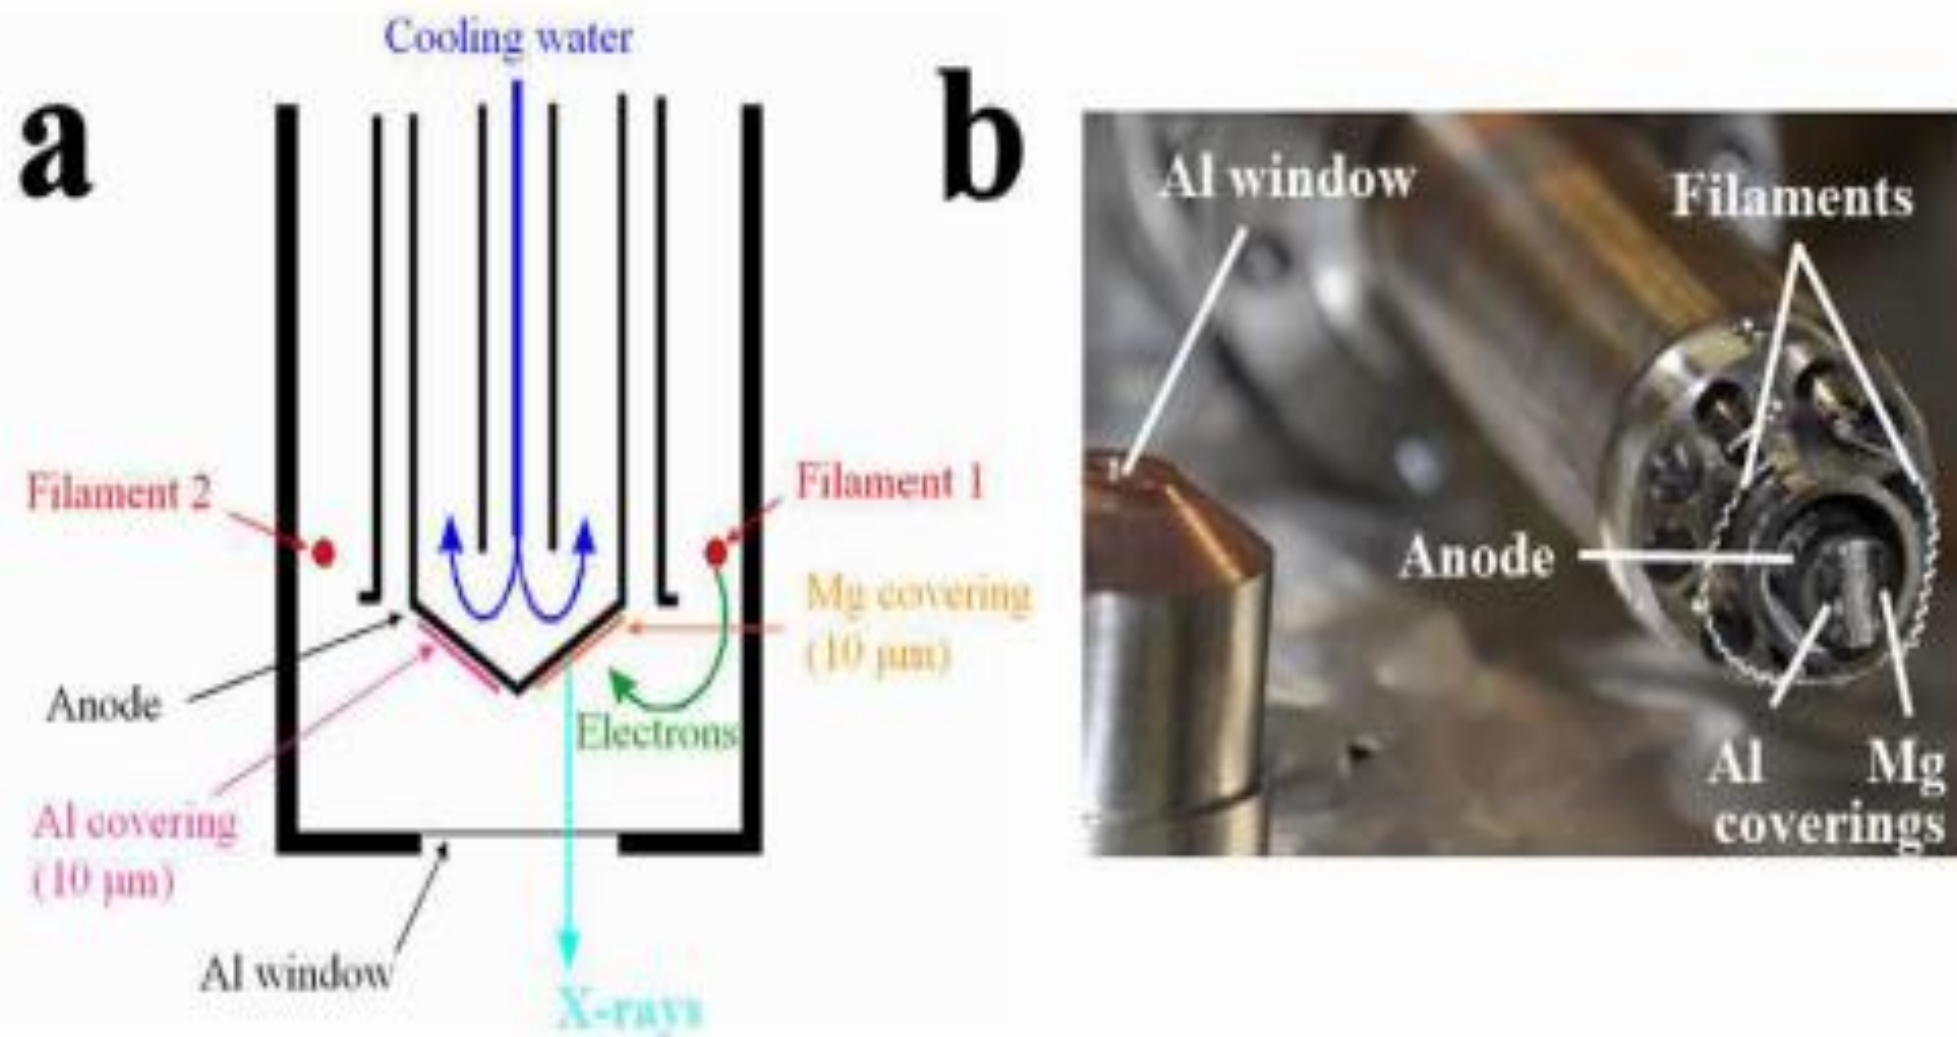 a
Cooling water
Filament 2
Filament 1
Mg covering
(10 µm)
Anode
Electrons
Al covering
(10 µm)
Al window
X-rays
b
Al window
Filaments
Anode
Al Mg
coverings